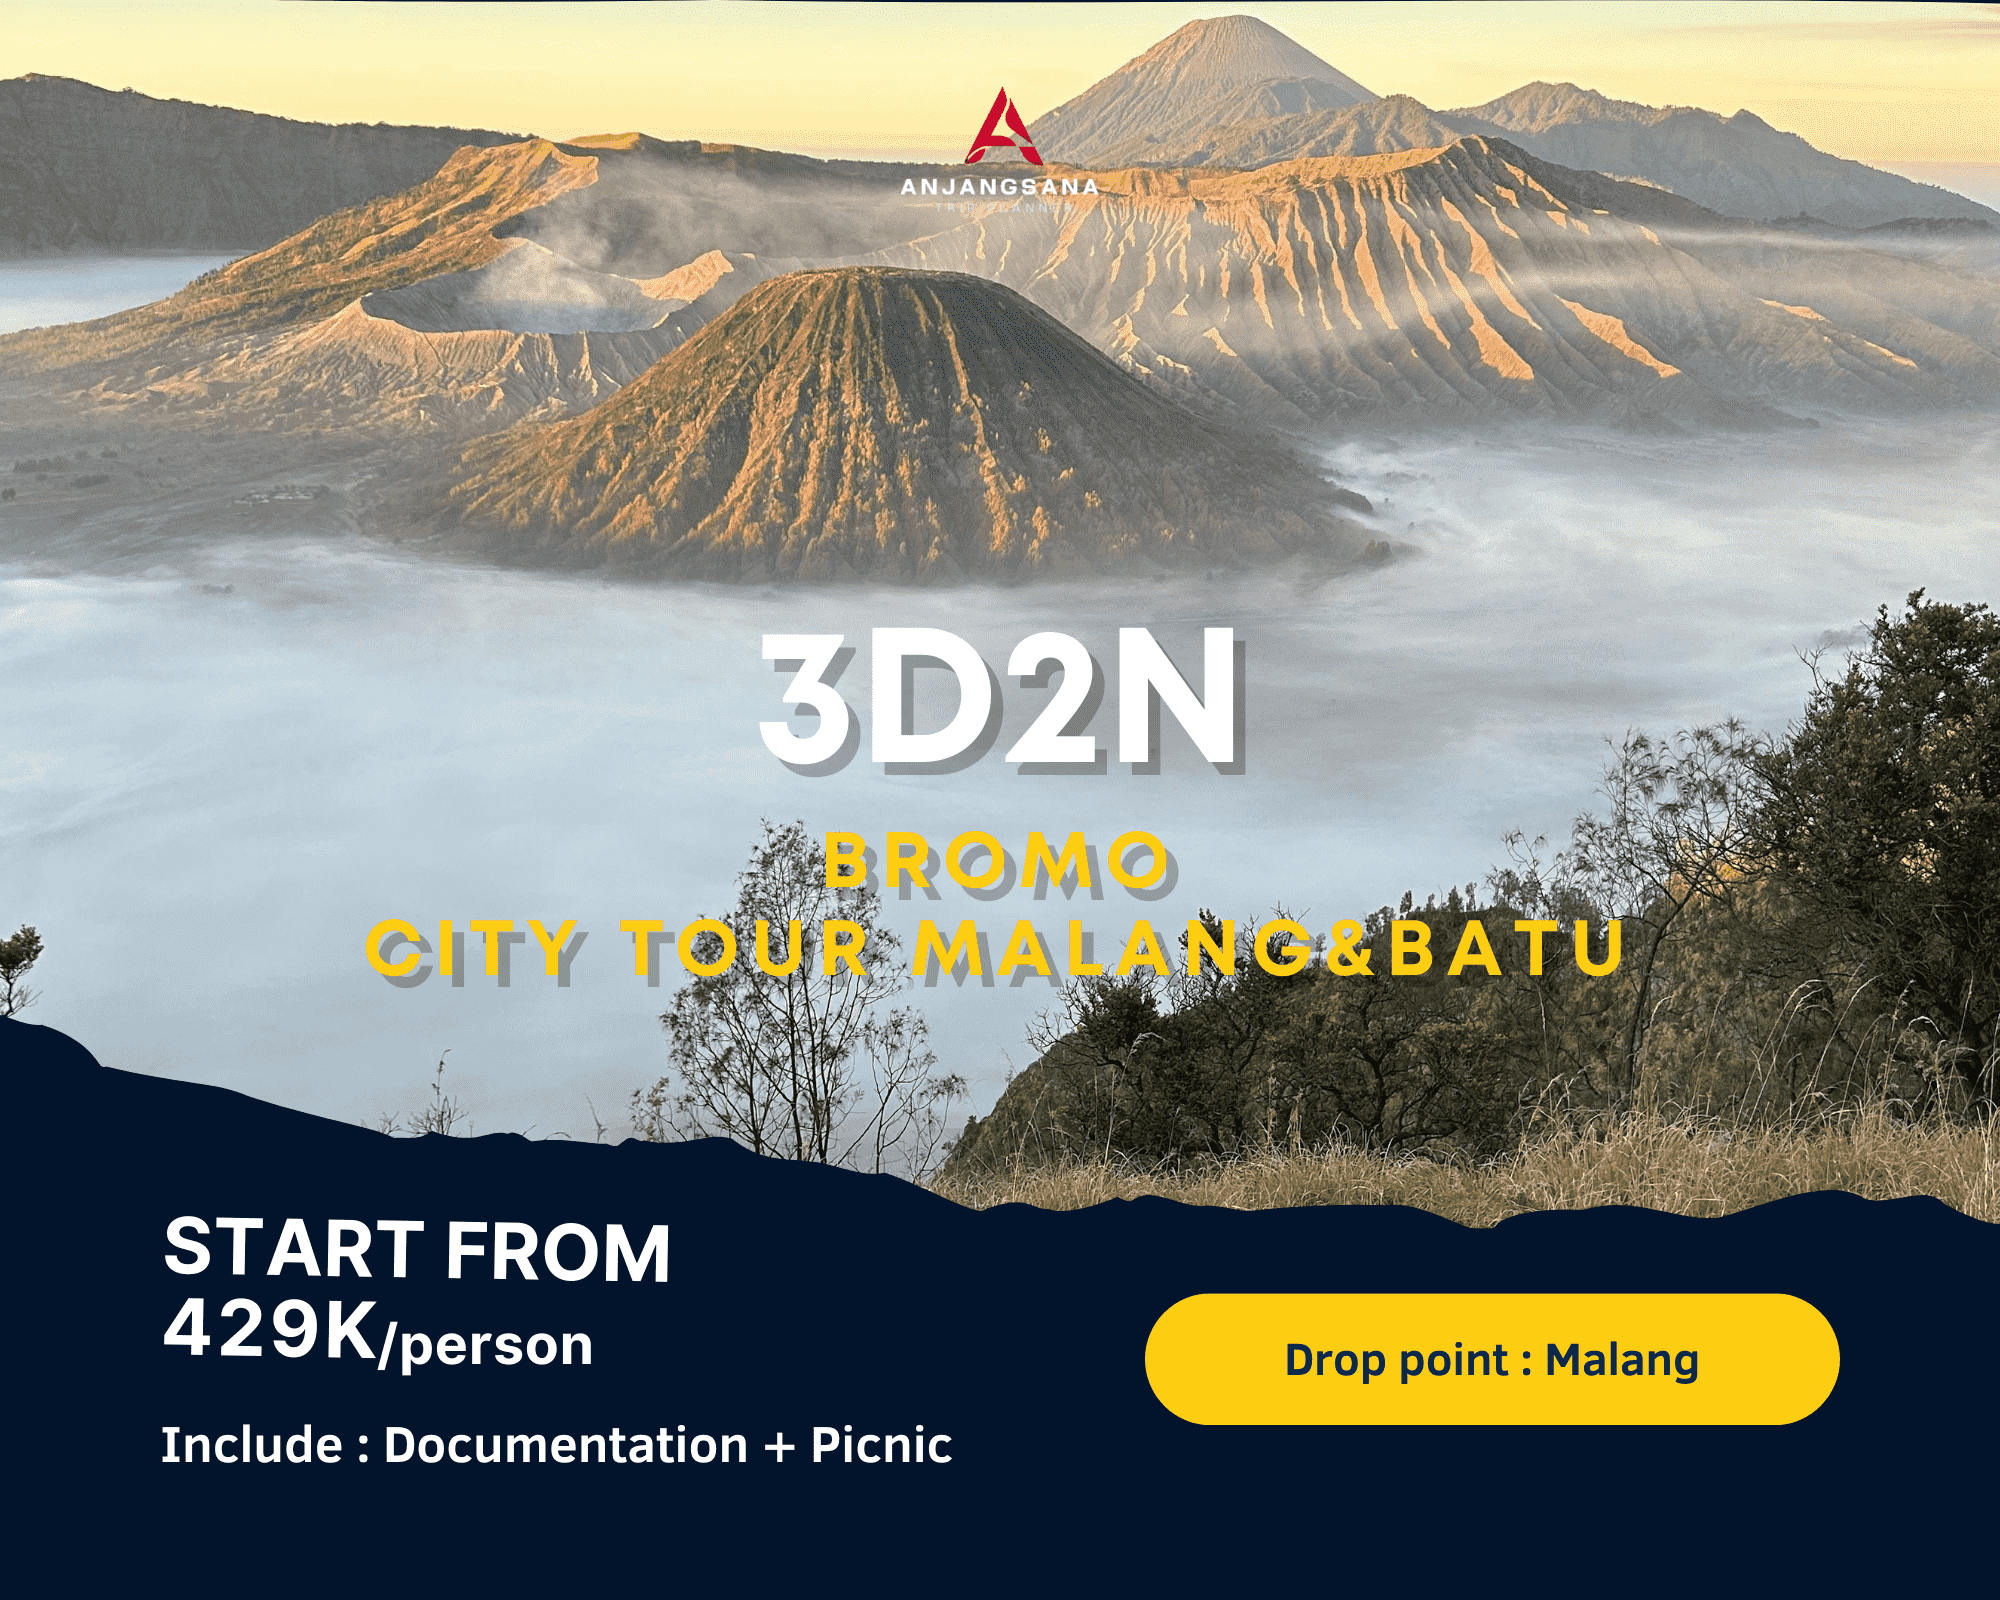 ANJANGSANA
TRIP PLANNER
3D2N
BROMO
CITY TOUR MALANG&BATU
START FROM
429K/person
Include : Documentation + Picnic
Drop point : Malang